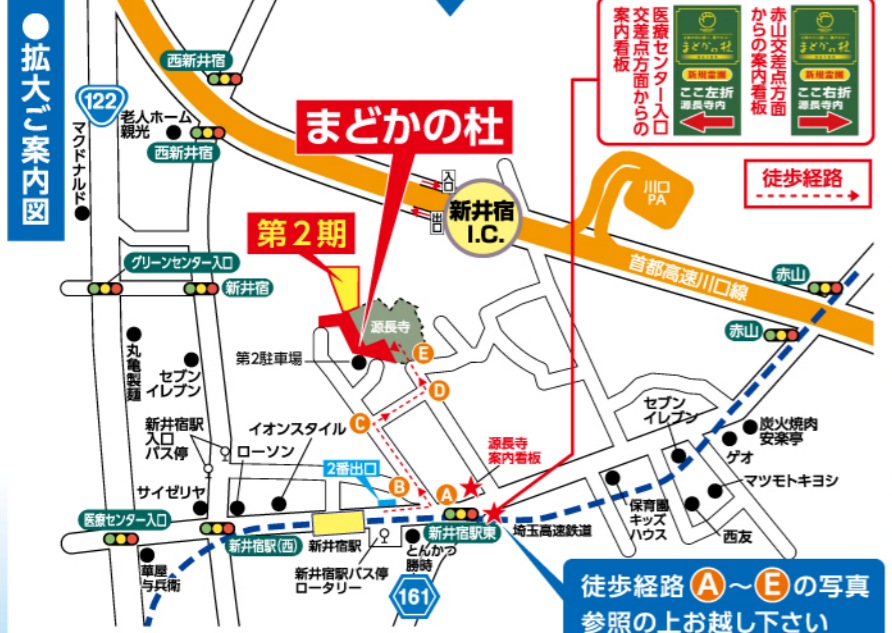 ●拡大ご案内図
医療センター入口
交差点方面からの
案内看板
まどかの杜
新規霊園
ここ左折
源長寺内
赤山交差点方面
からの案内看板
まどかの杜
新規霊園
ここ右折
源長寺内
徒歩経路
西新井宿
122
老人ホーム
親光
西新井宿
マクドナルド
まどかの杜
入口
出口
新井宿
I.C.
川口
PA
首都高速川口線
赤山
赤山
第2期
グリーンセンター入口
新井宿
源長寺
第2駐車場
E
D
C
B
A
丸亀製麺
セブン
イレブン
新井宿駅
入口
バス停
イオンスタイル
ローソン
2番出口
サイゼリヤ
医療センター入口
新井宿駅(西)
新井宿駅
新井宿駅バス停
ロータリー
華屋
与兵衛
とんかつ
勝時
161
新井宿駅東
源長寺
案内看板
埼玉高速鉄道
保育園
キッズ
ハウス
セブン
イレブン
炭火焼肉
安楽亭
ゲオ
マツモトキヨシ
西友
徒歩経路A～Eの写真
参照の上お越し下さい